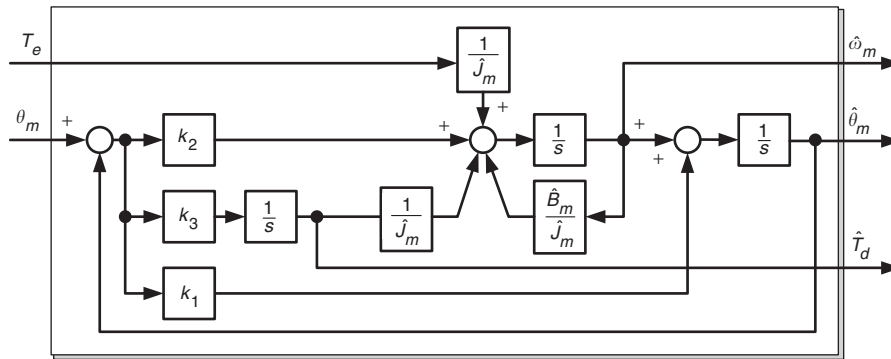 T_e
1
Ĵ_m
ω̂_m
θ_m
+
k_2
+
+
1
s
+
+
1
s
θ̂_m
k_3
1
s
1
Ĵ_m
B̂_m
Ĵ_m
T̂_d
k_1